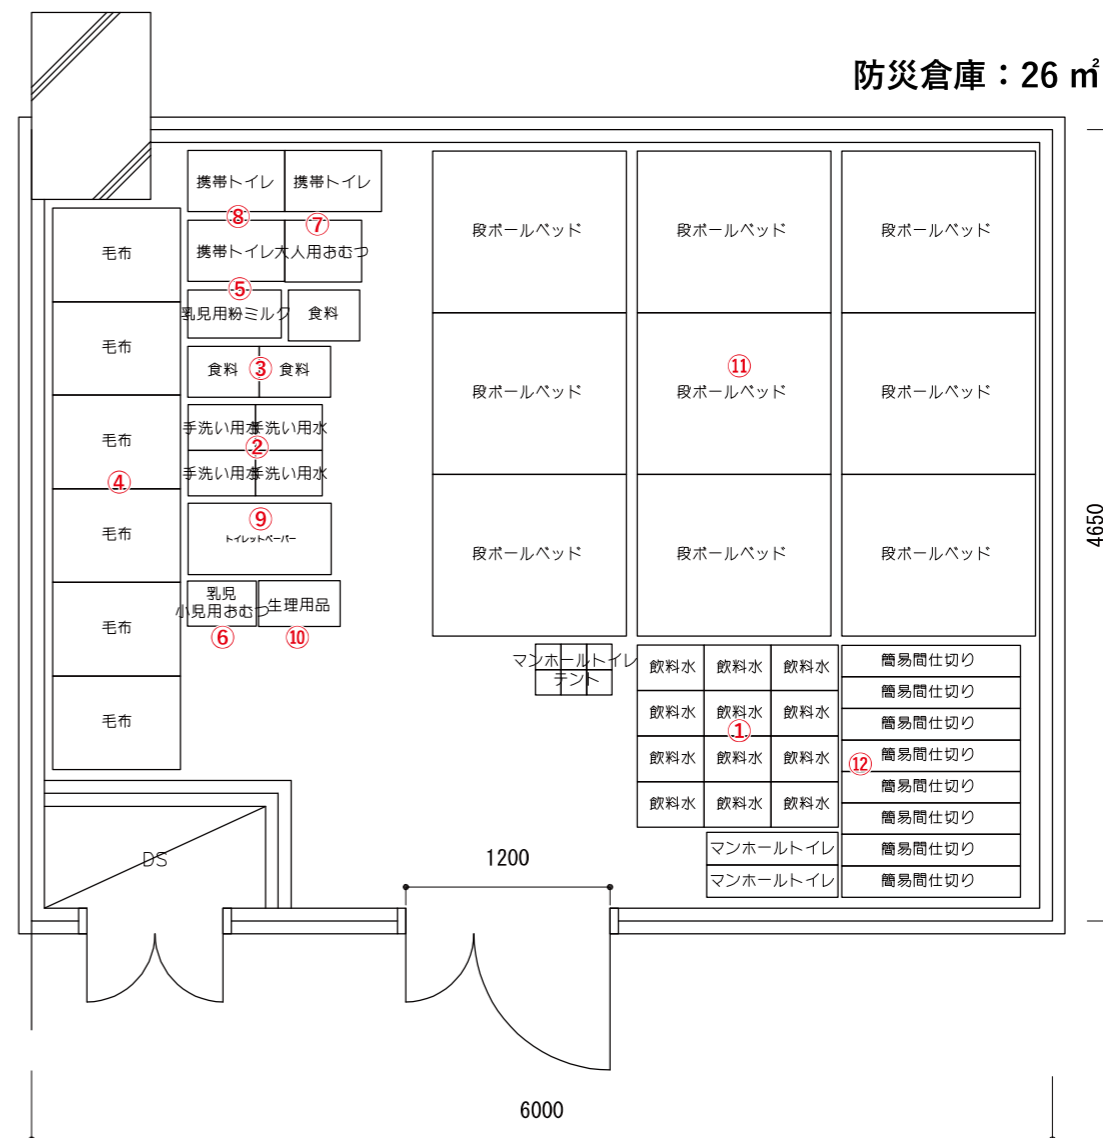 防災倉庫：26 ㎡
携帯トイレ 携帯トイレ
⑧ ⑦
携帯トイレ 大人用おむつ
⑤
乳児用粉ミルク 食料
食料 ③ 食料
手洗い用水 手洗い用水
②
手洗い用水 手洗い用水
⑨
トイレットペーパー
乳児
小児用おむつ 生理用品
⑥ ⑩
毛布
毛布
毛布
④
毛布
毛布
毛布
段ボールベッド 段ボールベッド 段ボールベッド
⑪
段ボールベッド 段ボールベッド 段ボールベッド
段ボールベッド 段ボールベッド 段ボールベッド
マンホールトイレ
テント
飲料水 飲料水 飲料水
飲料水 飲料水 飲料水
①
飲料水 飲料水 飲料水
飲料水 飲料水 飲料水
簡易間仕切り
簡易間仕切り
簡易間仕切り
簡易間仕切り
⑫
簡易間仕切り
簡易間仕切り
簡易間仕切り
簡易間仕切り
マンホールトイレ
マンホールトイレ
DS
1200
4650
6000